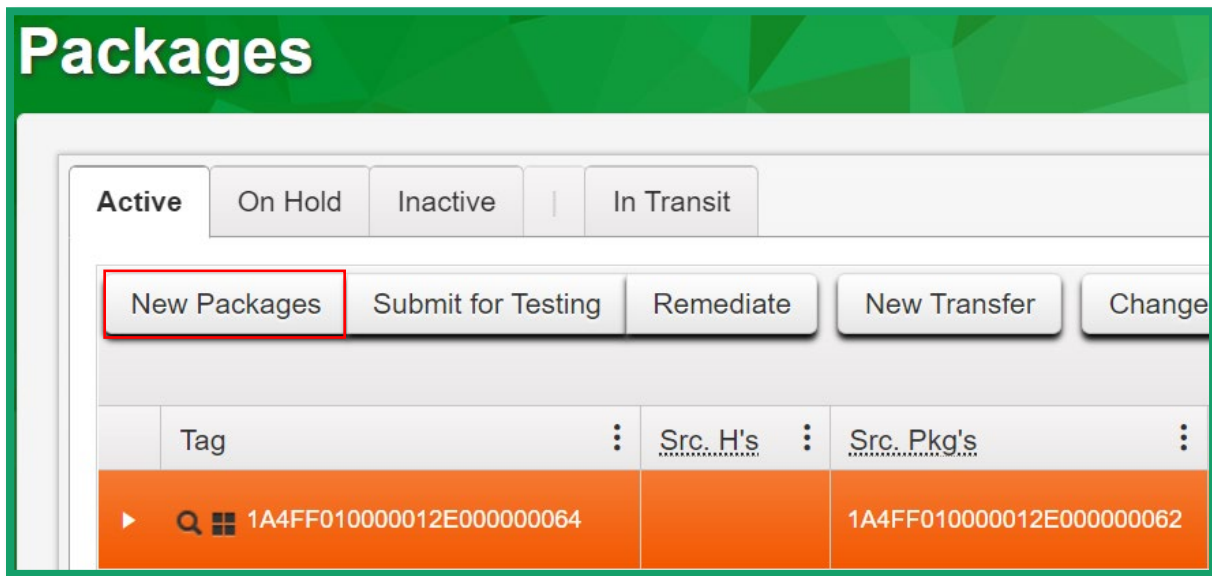 Packages
Active On Hold Inactive | In Transit
New Packages Submit for Testing Remediate New Transfer Change
Tag Src. H's Src. Pkg's
1A4FF010000012E000000064 1A4FF010000012E000000062